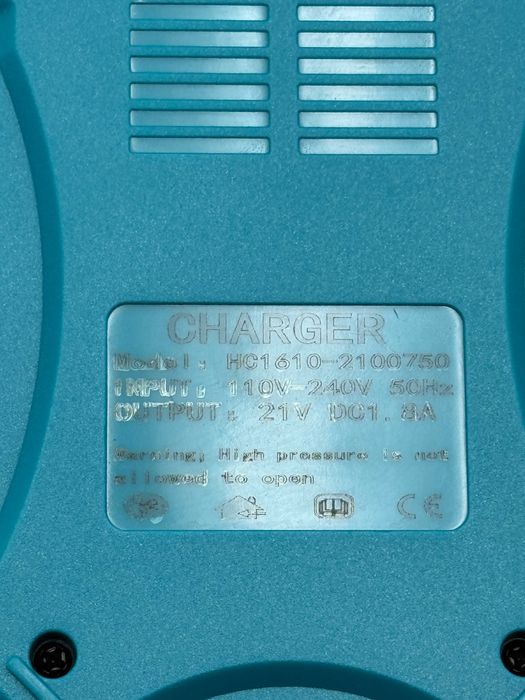 CHARGER
Model: HC1610-2100750
INPUT: 110V-240V 50Hz
OUTPUT: 21V DC1.8A
Warning; High pressure is not
allowed to open
CE